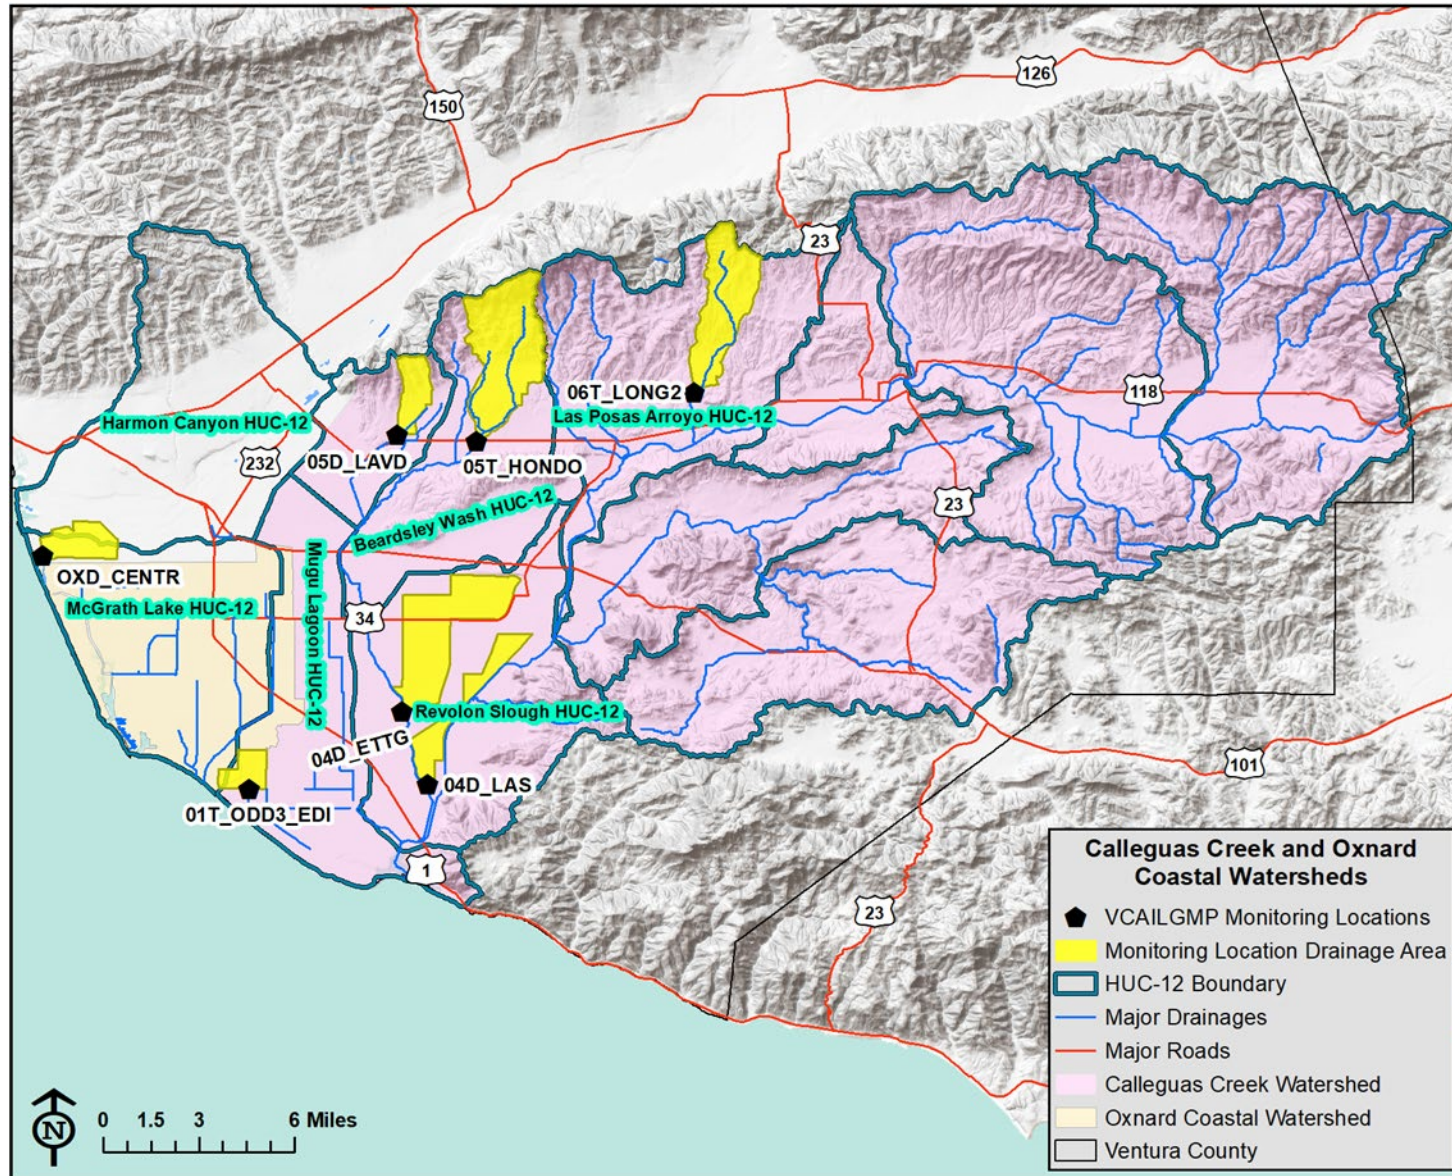 126
150
23
Harmon Canyon HUC-12
232
05D_LAVD
05T_HONDO
06T_LONG2
Las Posas Arroyo HUC-12
118
23
Beardsley Wash HUC-12
Mugu Lagoon HUC-12
OXD_CENTR
McGrath Lake HUC-12
34
Revolon Slough HUC-12
04D_ETTG
04D_LAS
01T_ODD3_EDI
1
101
23
Calleguas Creek and Oxnard
Coastal Watersheds
VCAILGMP Monitoring Locations
Monitoring Location Drainage Area
HUC-12 Boundary
Major Drainages
Major Roads
Calleguas Creek Watershed
Oxnard Coastal Watershed
Ventura County
N
0 1.5 3 6 Miles